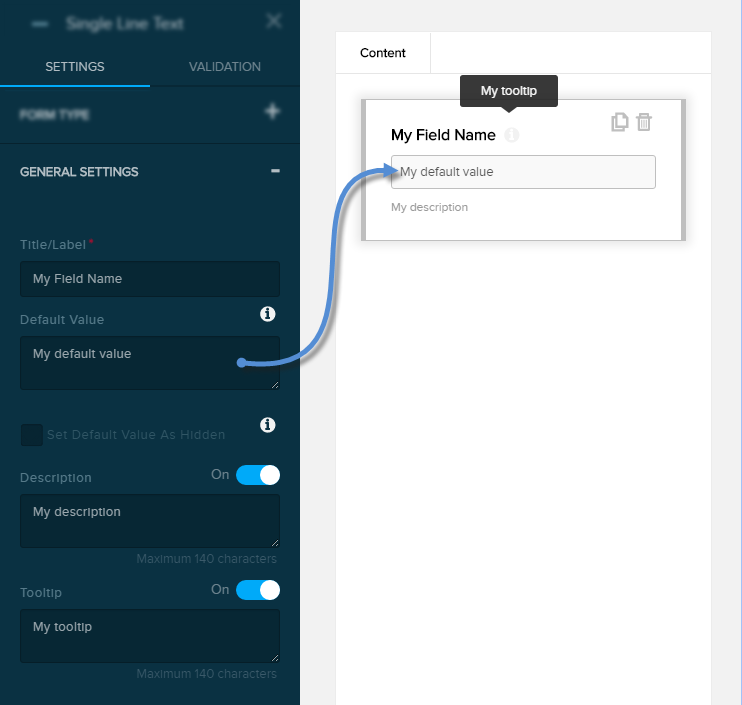 Single Line Text
SETTINGS
VALIDATION
FORM TYPE
GENERAL SETTINGS
Title/Label*
My Field Name
Default Value
My default value
Set Default Value As Hidden
Description
On
My description
Maximum 140 characters
Tooltip
On
My tooltip
Maximum 140 characters
Content
My tooltip
My Field Name
My default value
My description